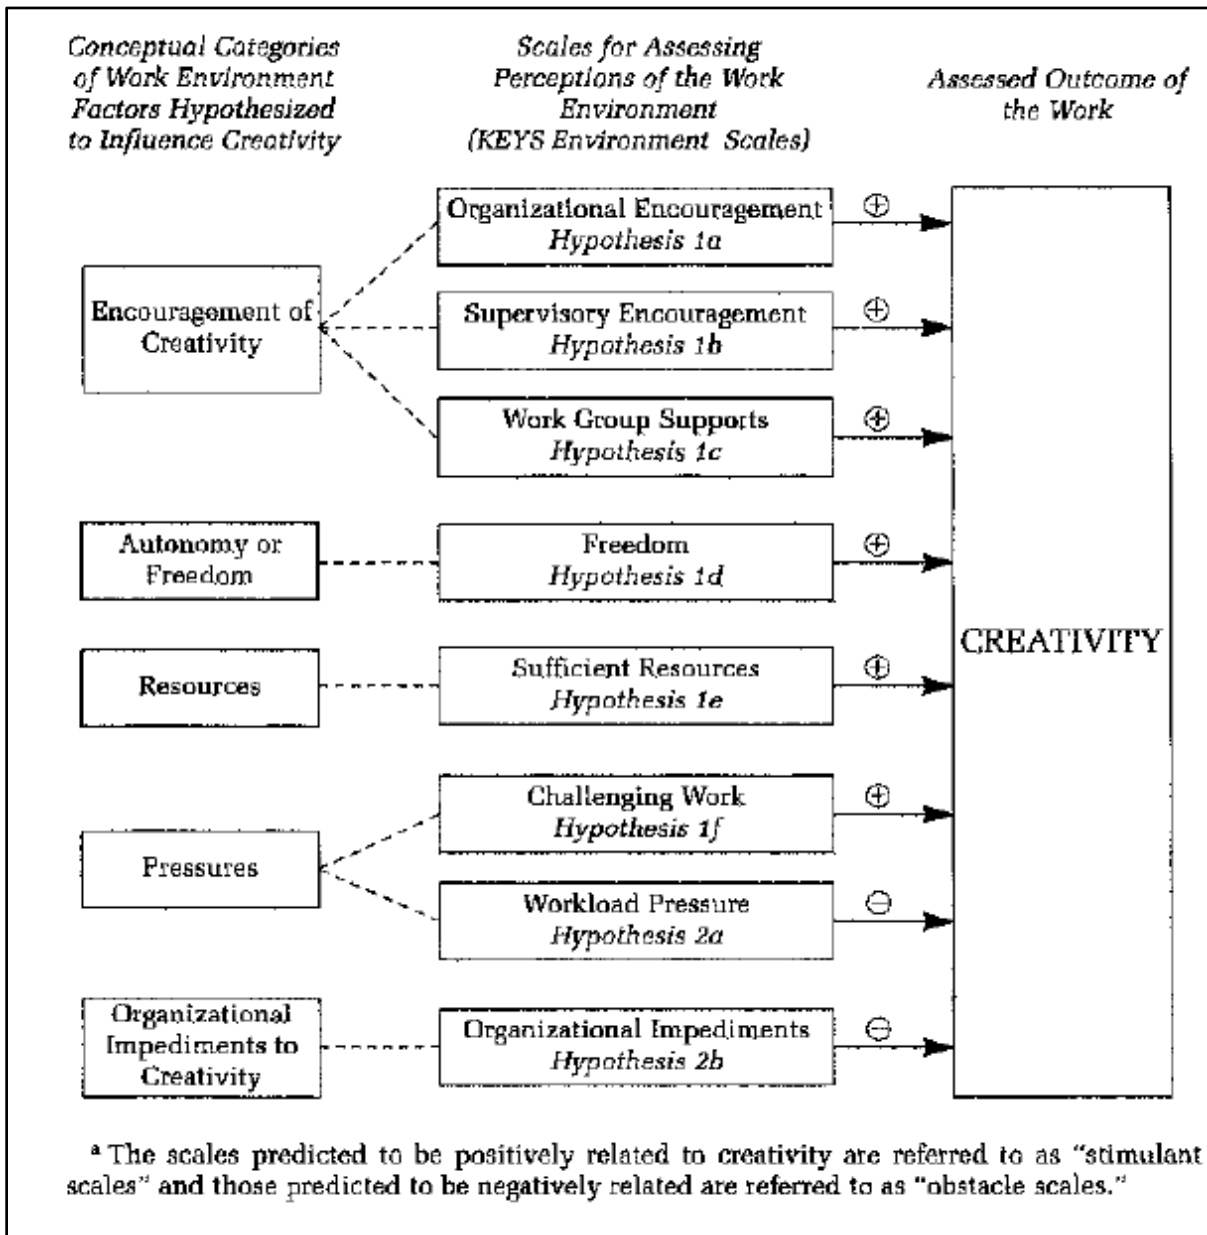 Conceptual Categories
of Work Environment
Factors Hypothesized
to Influence Creativity
Scales for Assessing
Perceptions of the Work
Environment
(KEYS Environment Scales)
Assessed Outcome of
the Work
Encouragement of
Creativity
Organizational Encouragement
Hypothesis 1a
⊕
Supervisory Encouragement
Hypothesis 1b
⊕
Work Group Supports
Hypothesis 1c
⊕
Autonomy or
Freedom
Freedom
Hypothesis 1d
⊕
Resources
Sufficient Resources
Hypothesis 1e
⊕
Pressures
Challenging Work
Hypothesis 1f
⊕
Workload Pressure
Hypothesis 2a
⊖
Organizational
Impediments to
Creativity
Organizational Impediments
Hypothesis 2b
⊖
CREATIVITY
a The scales predicted to be positively related to creativity are referred to as “stimulant
scales” and those predicted to be negatively related are referred to as “obstacle scales.”